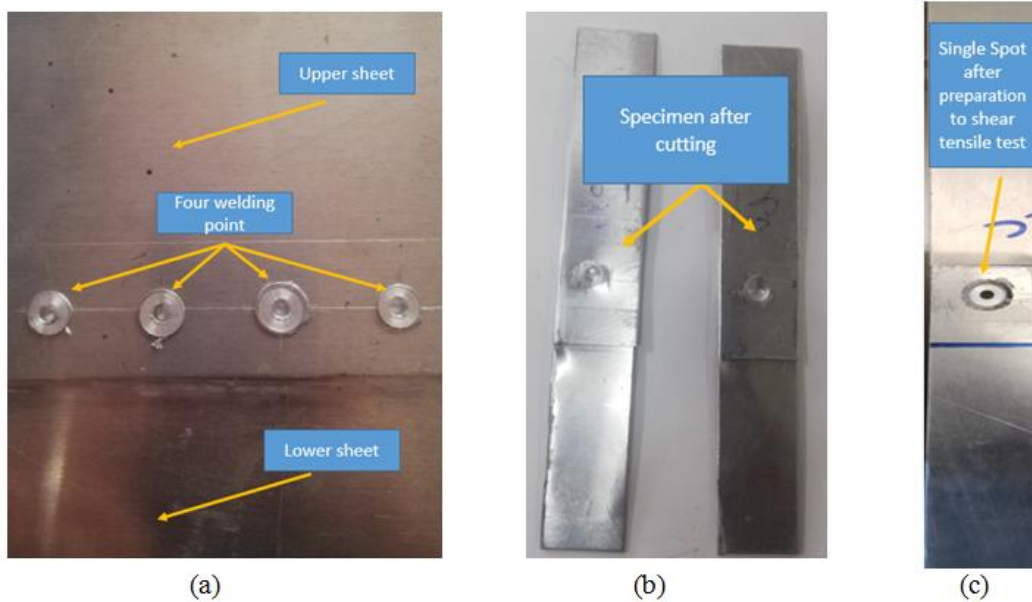 Upper sheet
Four welding
point
Lower sheet
(a)
Specimen after
cutting
(b)
Single Spot
after
preparation
to shear
tensile test
(c)